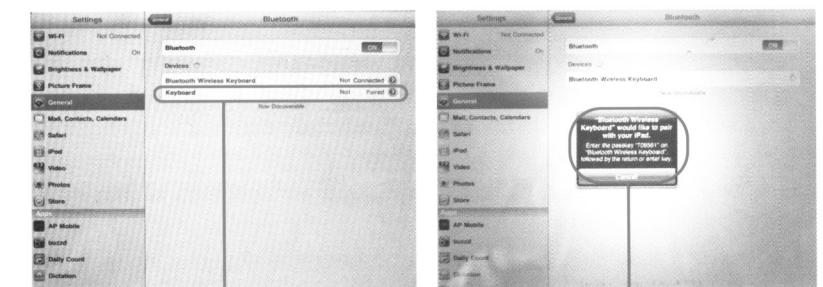 Settings
General
Bluetooth
Wi-Fi Not Connected
Notifications On
Brightness & Wallpaper
Picture Frame
General
Mail, Contacts, Calendars
Safari
iPod
Video
Photos
Store
Apps
AP Mobile
buzzd
Daily Count
Dictation
Bluetooth ON
Devices
Bluetooth Wireless Keyboard Not Connected
Keyboard Not Paired
Now Discoverable
Settings
General
Bluetooth
Wi-Fi Not Connected
Notifications On
Brightness & Wallpaper
Picture Frame
General
Mail, Contacts, Calendars
Safari
iPod
Video
Photos
Store
Apps
AP Mobile
buzzd
Daily Count
Dictation
Bluetooth ON
Devices
Bluetooth Wireless Keyboard
Now Discoverable
"Bluetooth Wireless
Keyboard" would like to pair
with your iPad.
Enter the passkey on
"Bluetooth Wireless Keyboard",
followed by the return or enter key.